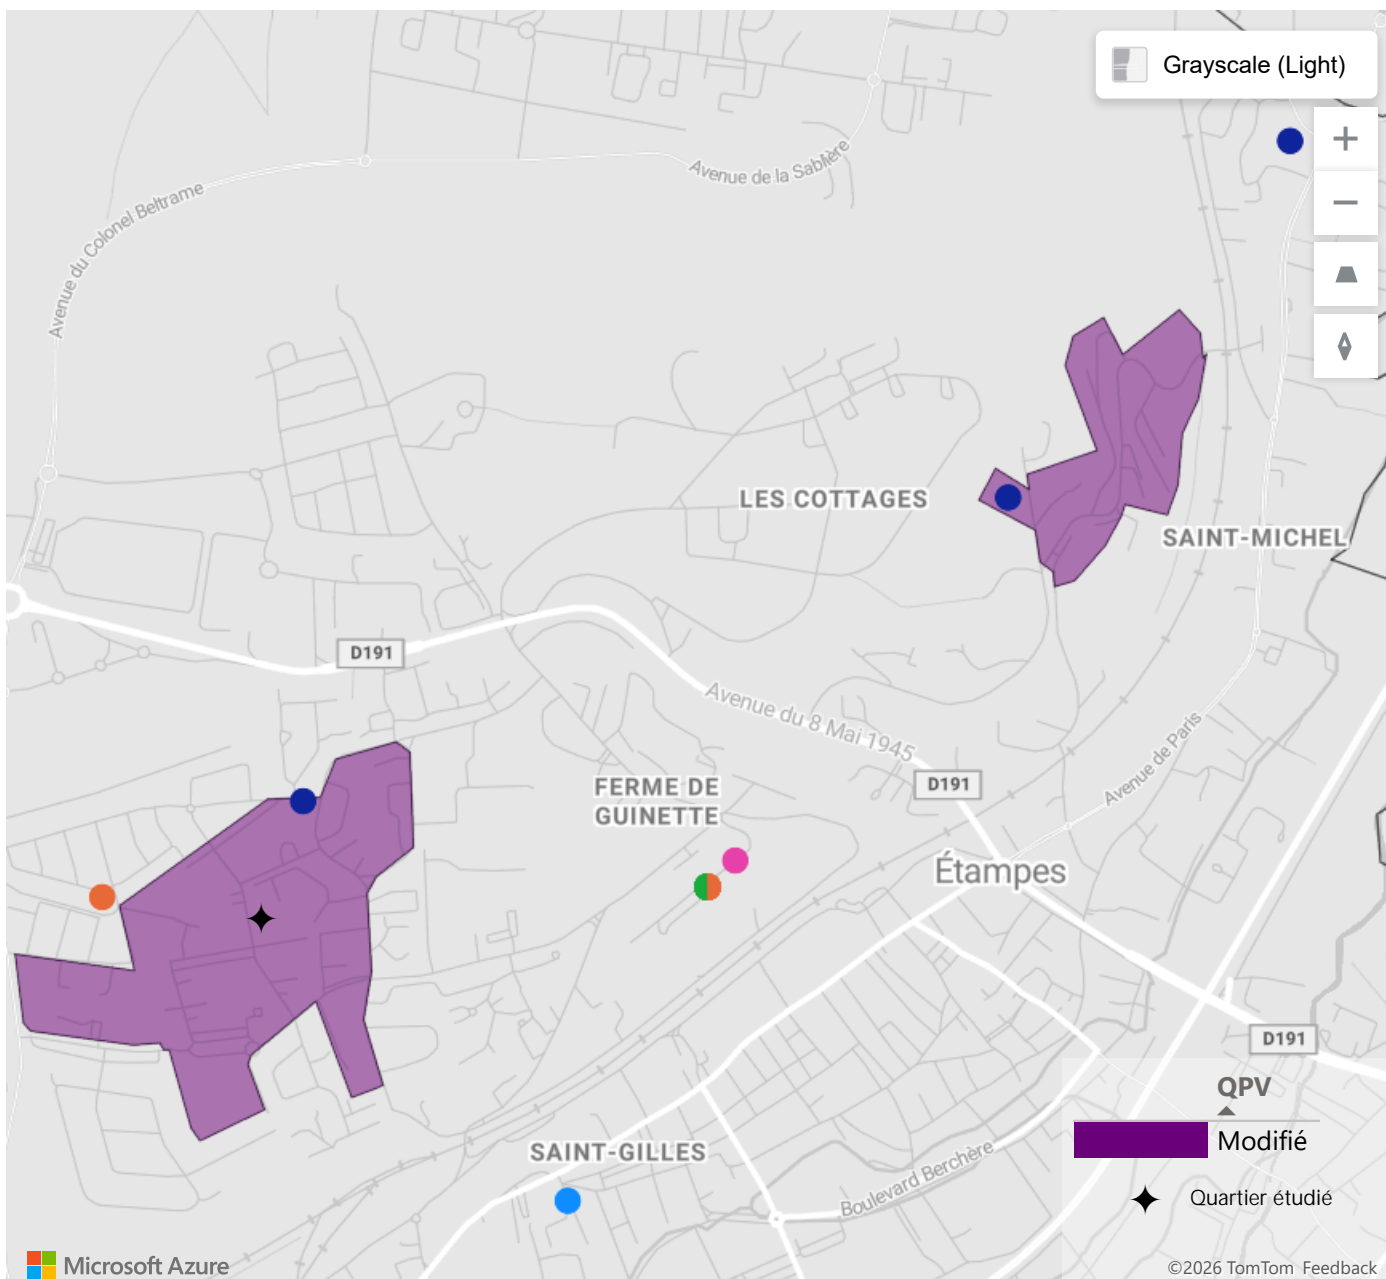 Grayscale (Light)
Avenue de la Sablière
Avenue du Colonel Beltrame
LES COTTAGES
SAINT-MICHEL
D191
Avenue du 8 Mai 1945
Avenue de Paris
FERME DE
GUINETTE
D191
Étampes
D191
QPV
Modifié
SAINT-GILLES
Boulevard Berchère
Quartier étudié
Microsoft Azure
©2026 TomTom Feedback